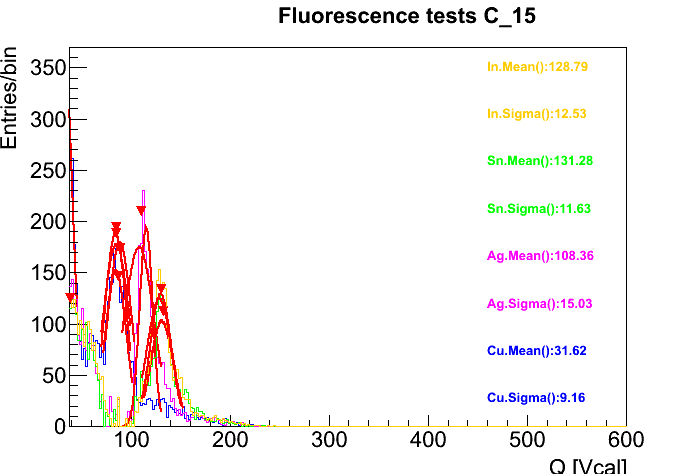 Fluorescence tests C_15
Entries/bin
350
300
250
200
150
100
50
0
In.Mean():128.79
In.Sigma():12.53
Sn.Mean():131.28
Sn.Sigma():11.63
Ag.Mean():108.36
Ag.Sigma():15.03
Cu.Mean():31.62
Cu.Sigma():9.16
100 200 300 400 500 600
Q [Vcal]